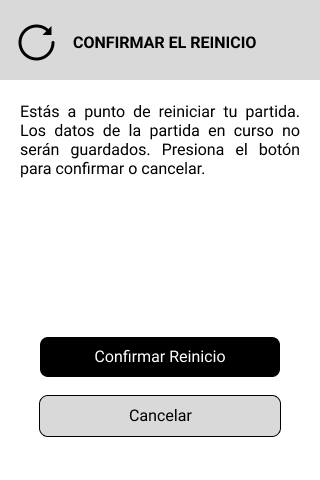 CONFIRMAR EL REINICIO
Estás a punto de reiniciar tu partida.
Los datos de la partida en curso no
serán guardados. Presiona el botón
para confirmar o cancelar.
Confirmar Reinicio
Cancelar